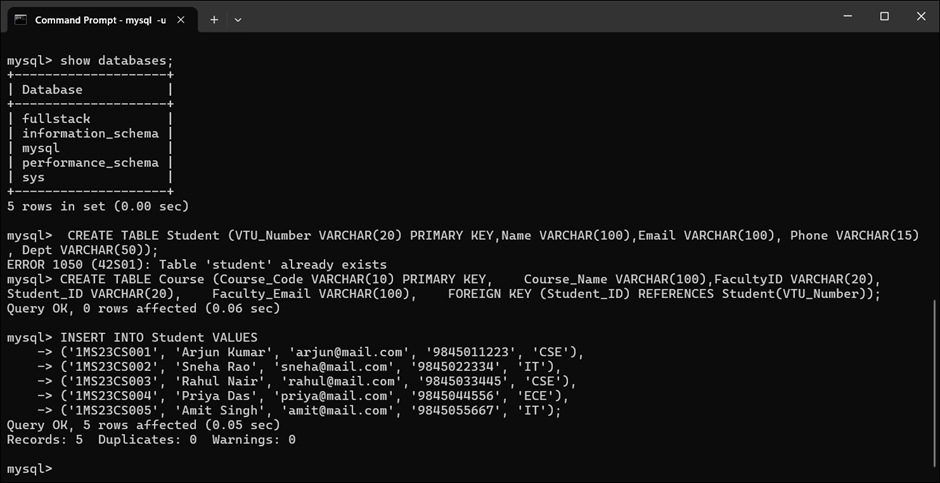 Command Prompt - mysql -u
mysql> show databases;
+--------------------+
| Database           |
+--------------------+
| fullstack          |
| information_schema |
| mysql              |
| performance_schema |
| sys                |
+--------------------+
5 rows in set (0.00 sec)
mysql>  CREATE TABLE Student (VTU_Number VARCHAR(20) PRIMARY KEY,Name VARCHAR(100),Email VARCHAR(100), Phone VARCHAR(15)
, Dept VARCHAR(50));
ERROR 1050 (42S01): Table 'student' already exists
mysql> CREATE TABLE Course (Course_Code VARCHAR(10) PRIMARY KEY,    Course_Name VARCHAR(100),FacultyID VARCHAR(20),
Student_ID VARCHAR(20),    Faculty_Email VARCHAR(100),    FOREIGN KEY (Student_ID) REFERENCES Student(VTU_Number));
Query OK, 0 rows affected (0.06 sec)
mysql> INSERT INTO Student VALUES
    -> ('1MS23CS001', 'Arjun Kumar', 'arjun@mail.com', '9845011223', 'CSE'),
    -> ('1MS23CS002', 'Sneha Rao', 'sneha@mail.com', '9845022334', 'IT'),
    -> ('1MS23CS003', 'Rahul Nair', 'rahul@mail.com', '9845033445', 'CSE'),
    -> ('1MS23CS004', 'Priya Das', 'priya@mail.com', '9845044556', 'ECE'),
    -> ('1MS23CS005', 'Amit Singh', 'amit@mail.com', '9845055667', 'IT');
Query OK, 5 rows affected (0.05 sec)
Records: 5  Duplicates: 0  Warnings: 0
mysql>